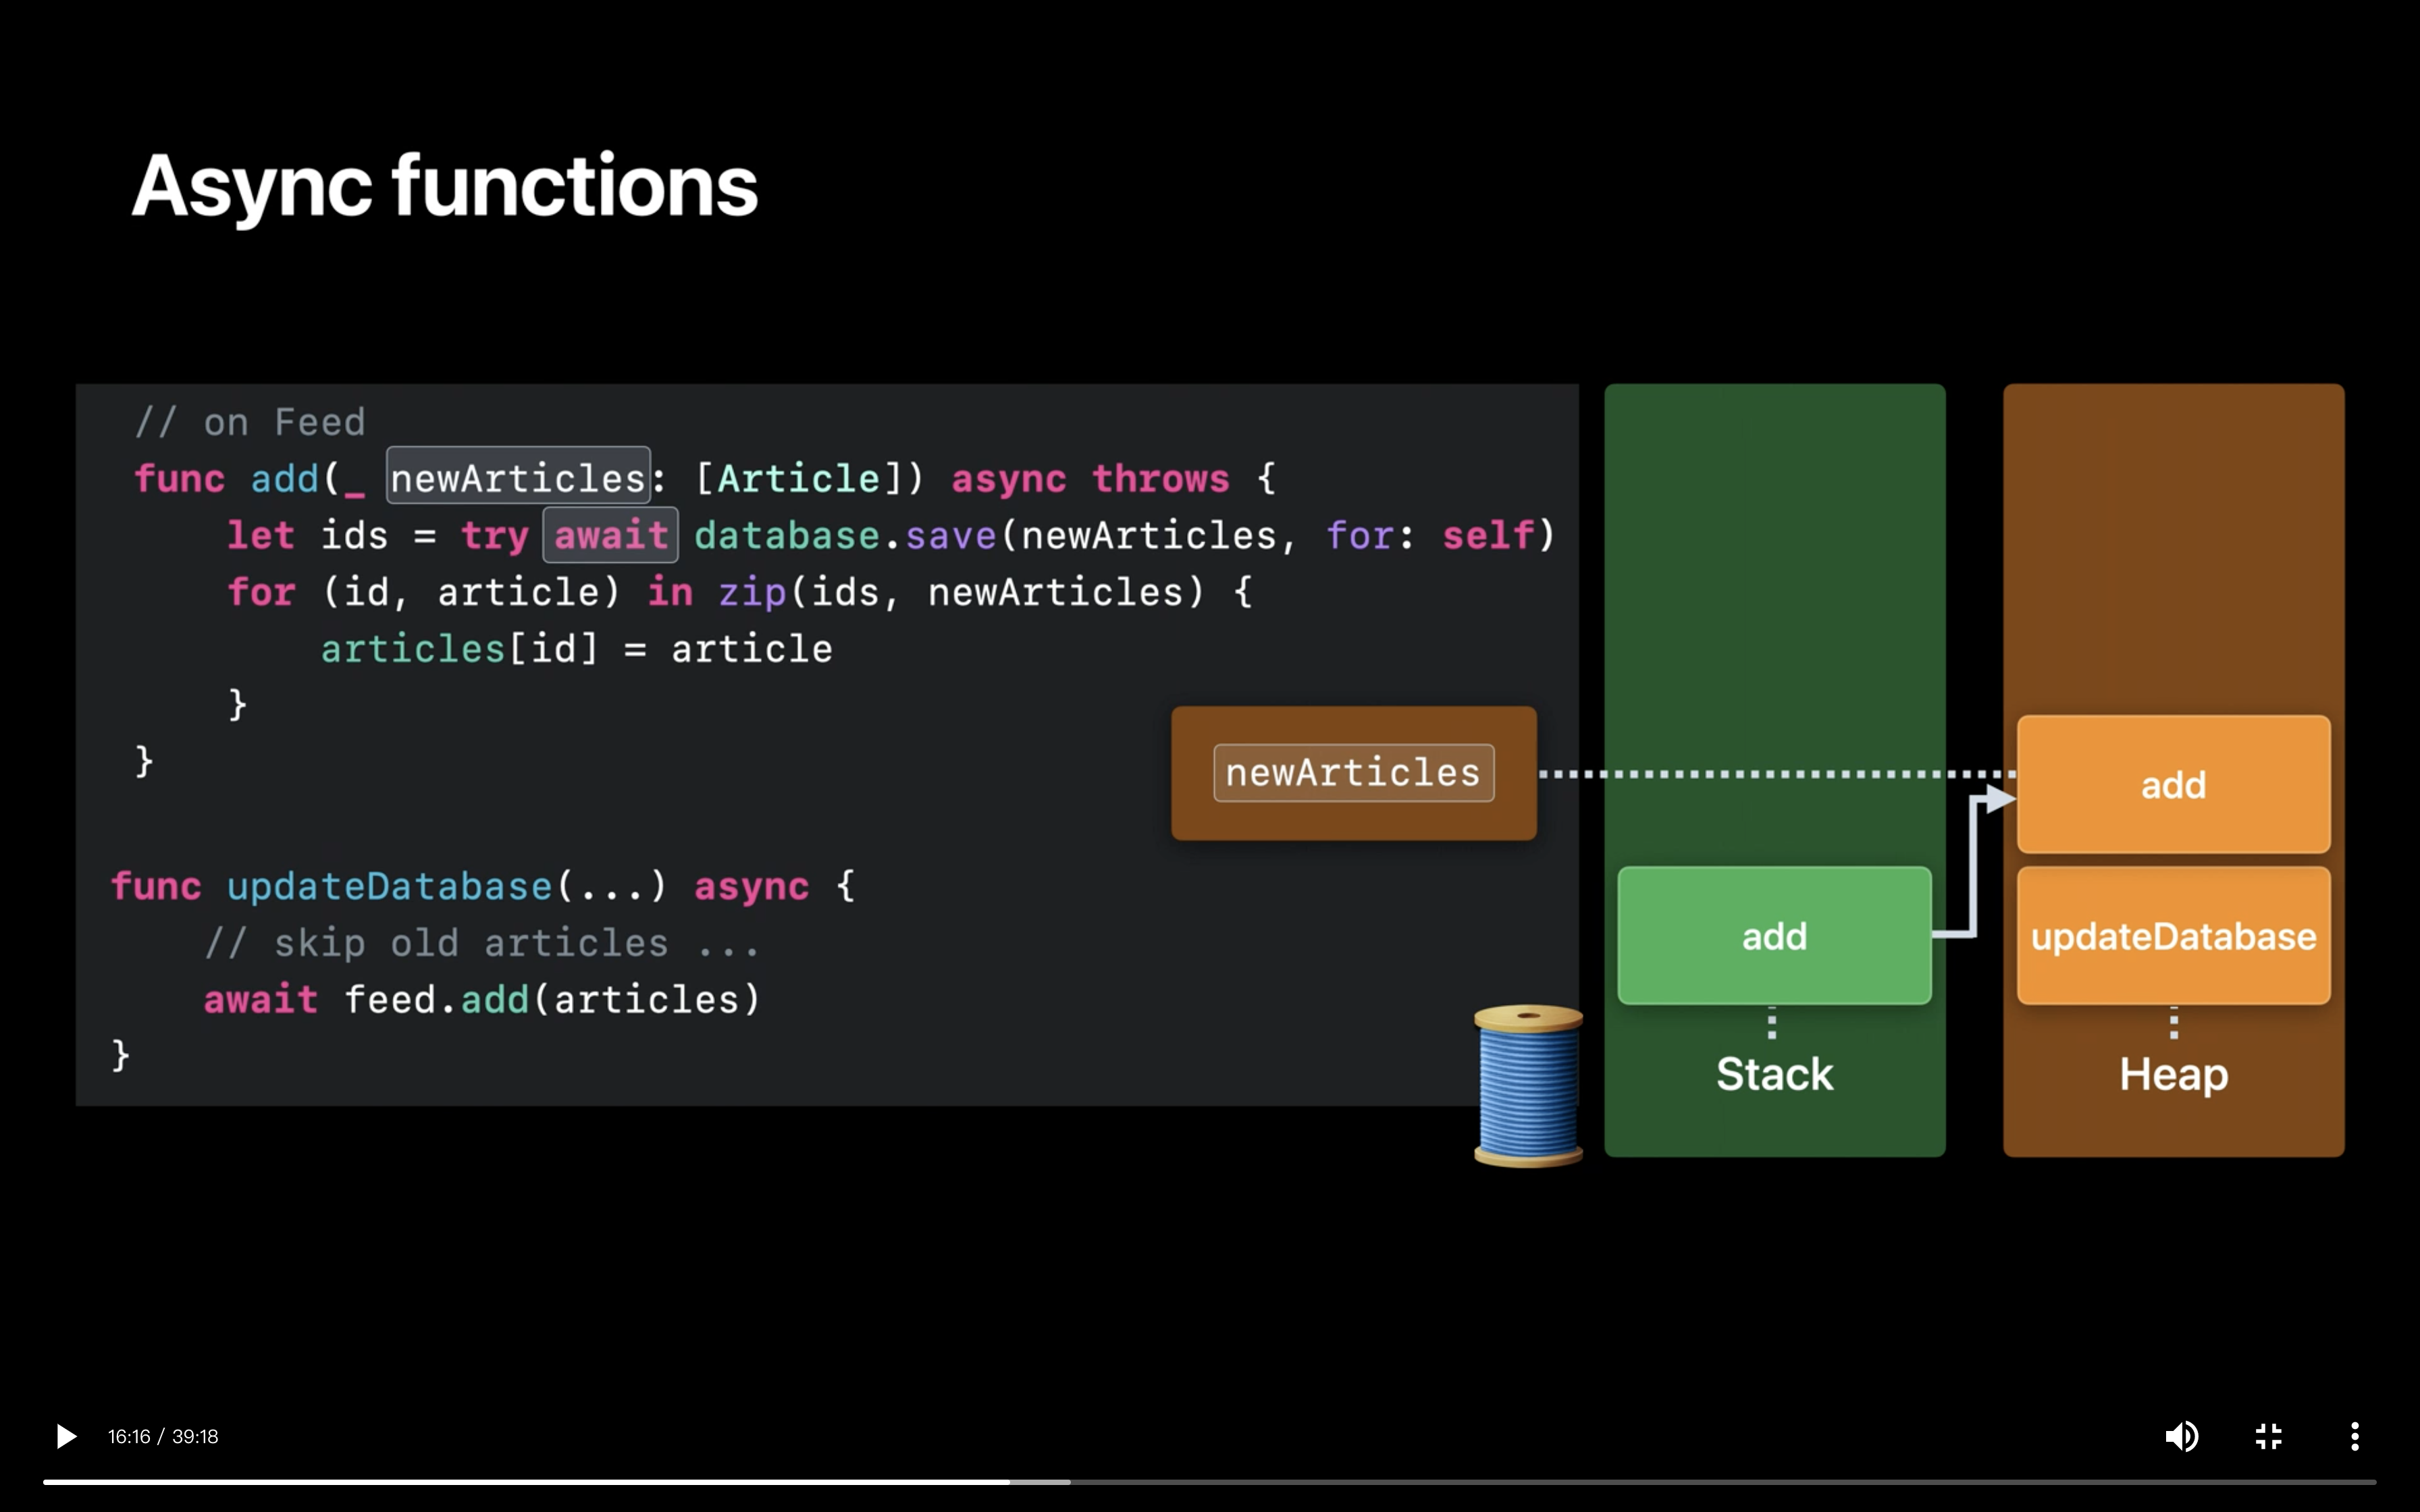 Async functions
// on Feed
func add(_ newArticles: [Article]) async throws {
let ids = try await database.save(newArticles, for: self)
for (id, article) in zip(ids, newArticles) {
articles[id] = article
}
}
newArticles
func updateDatabase(...) async {
// skip old articles ...
await feed.add(articles)
}
add
Stack
add
updateDatabase
Heap
16:16 / 39:18